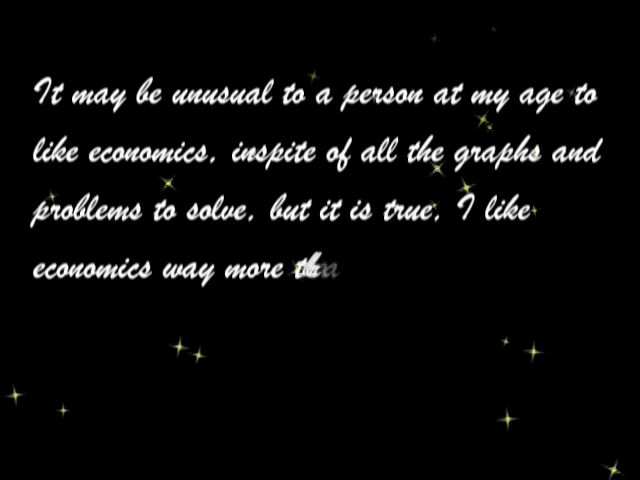 It may be unusual to a person at my age to
like economics, inspite of all the graphs and
problems to solve, but it is true. I like
economics way more